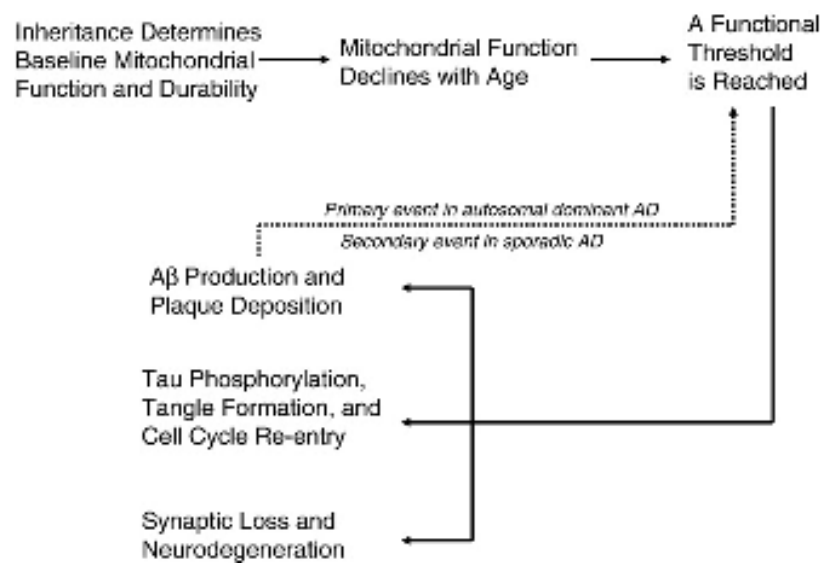 Inheritance Determines
Baseline Mitochondrial
Function and Durability
Mitochondrial Function
Declines with Age
A Functional
Threshold
is Reached
Primary event in autosomal dominant AD
Secondary event in sporadic AD
Aβ Production and
Plaque Deposition
Tau Phosphorylation,
Tangle Formation, and
Cell Cycle Re-entry
Synaptic Loss and
Neurodegeneration